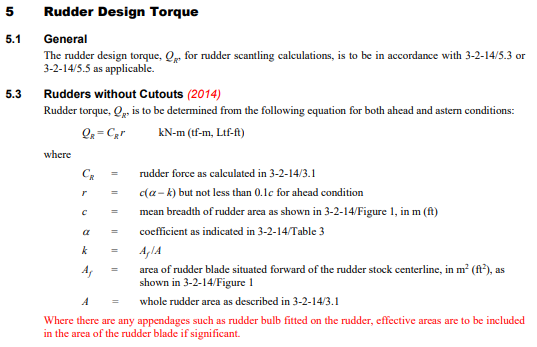 5 Rudder Design Torque
5.1 General
The rudder design torque, Q_R, for rudder scantling calculations, is to be in accordance with 3-2-14/5.3 or
3-2-14/5.5 as applicable.
5.3 Rudders without Cutouts (2014)
Rudder torque, Q_R, is to be determined from the following equation for both ahead and astern conditions:
Q_R = C_R r kN-m (tf-m, Ltf-ft)
where
C_R = rudder force as calculated in 3-2-14/3.1
r = c(α – k) but not less than 0.1c for ahead condition
c = mean breadth of rudder area as shown in 3-2-14/Figure 1, in m (ft)
α = coefficient as indicated in 3-2-14/Table 3
k = A_f/A
A_f = area of rudder blade situated forward of the rudder stock centerline, in m² (ft²), as
shown in 3-2-14/Figure 1
A = whole rudder area as described in 3-2-14/3.1
Where there are any appendages such as rudder bulb fitted on the rudder, effective areas are to be included
in the area of the rudder blade if significant.